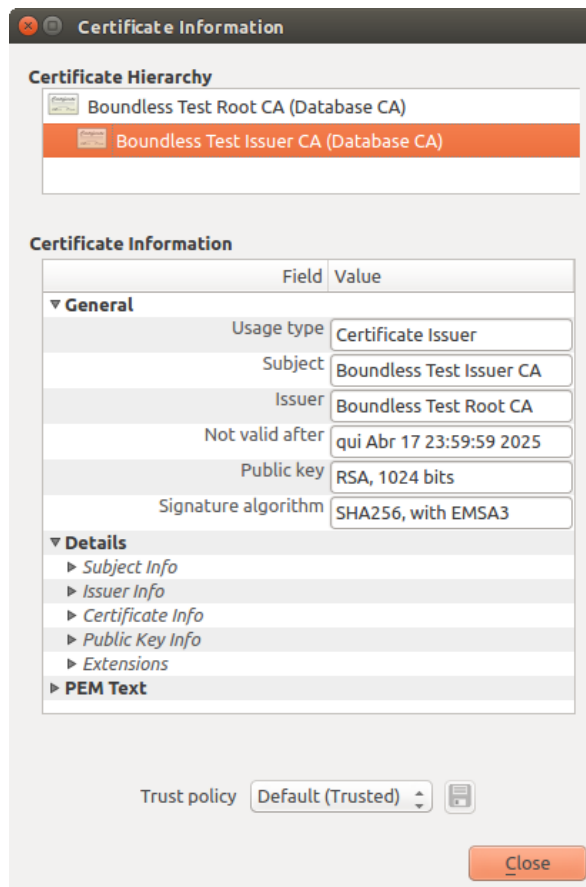 Certificate Information
Certificate Hierarchy
Boundless Test Root CA (Database CA)
Boundless Test Issuer CA (Database CA)
Certificate Information
Field Value
General
Usage type Certificate Issuer
Subject Boundless Test Issuer CA
Issuer Boundless Test Root CA
Not valid after qui Abr 17 23:59:59 2025
Public key RSA, 1024 bits
Signature algorithm SHA256, with EMSA3
Details
Subject Info
Issuer Info
Certificate Info
Public Key Info
Extensions
PEM Text
Trust policy Default (Trusted)
Close